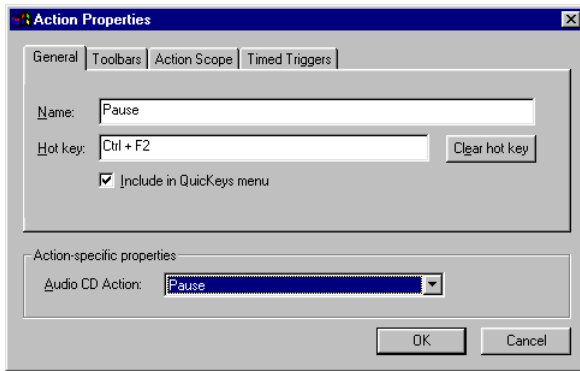 Action Properties
General Toolbars Action Scope Timed Triggers
Name: Pause
Hot key: Ctrl + F2 Clear hot key
Include in QuicKeys menu
Action-specific properties
Audio CD Action: Pause
OK Cancel